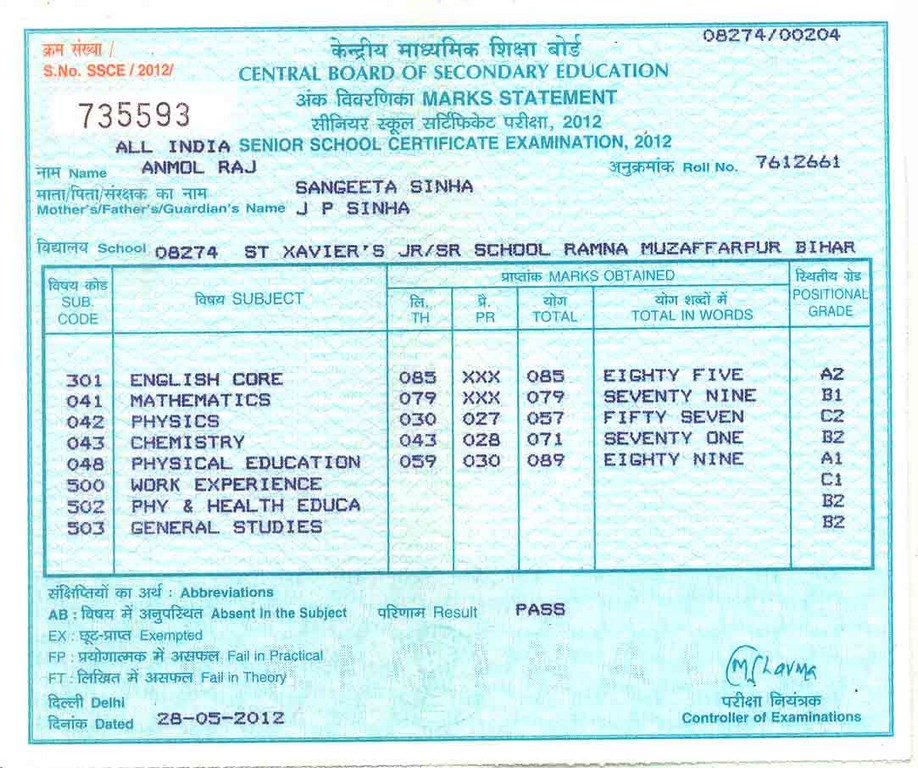 08274/00204
क्रम संख्या /
S.No. SSCE / 2012/
735593
केन्द्रीय माध्यमिक शिक्षा बोर्ड
CENTRAL BOARD OF SECONDARY EDUCATION
अंक विवरणिका MARKS STATEMENT
सीनियर स्कूल सर्टिफिकेट परीक्षा, 2012
ALL INDIA SENIOR SCHOOL CERTIFICATE EXAMINATION, 2012
नाम Name ANMOL RAJ अनुक्रमांक Roll No. 7612661
माता/पिता/संरक्षक का नाम SANGEETA SINHA
Mother's/Father's/Guardian's Name J P SINHA
विद्यालय School 08274 ST XAVIER'S JR/SR SCHOOL RAMNA MUZAFFARPUR BIHAR
विषय कोड SUB. CODE विषय SUBJECT प्राप्तांक MARKS OBTAINED स्थितीय ग्रेड POSITIONAL GRADE
लि. TH प्रै. PR योग TOTAL योग शब्दों में TOTAL IN WORDS
301 ENGLISH CORE 085 XXX 085 EIGHTY FIVE A2
041 MATHEMATICS 079 XXX 079 SEVENTY NINE B1
042 PHYSICS 030 027 057 FIFTY SEVEN C2
043 CHEMISTRY 043 028 071 SEVENTY ONE B2
048 PHYSICAL EDUCATION 059 030 089 EIGHTY NINE A1
500 WORK EXPERIENCE C1
502 PHY & HEALTH EDUCA B2
503 GENERAL STUDIES B2
संक्षिप्तियों का अर्थ : Abbreviations
AB : विषय में अनुपस्थित Absent in the Subject परिणाम Result PASS
EX : छूट-प्राप्त Exempted
FP : प्रयोगात्मक में असफल Fail in Practical
FT : लिखित में असफल Fail in Theory
दिल्ली Delhi
दिनांक Dated 28-05-2012
परीक्षा नियंत्रक
Controller of Examinations